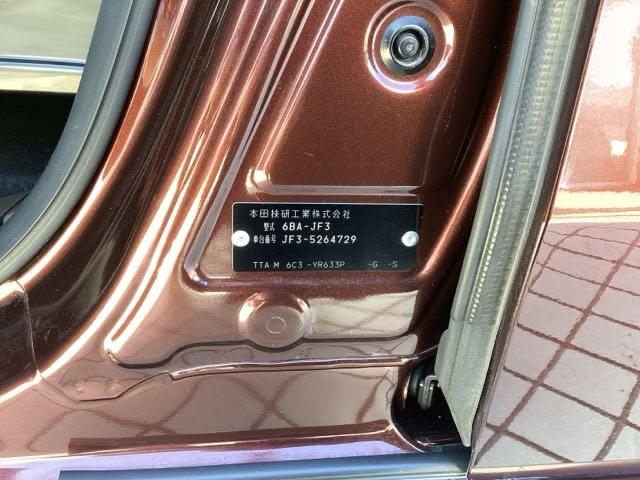 本田技研工業株式会社
型式 6BA-JF3
車台番号 JF3-5264729
TTA M 6C3 -YR633P -G -S